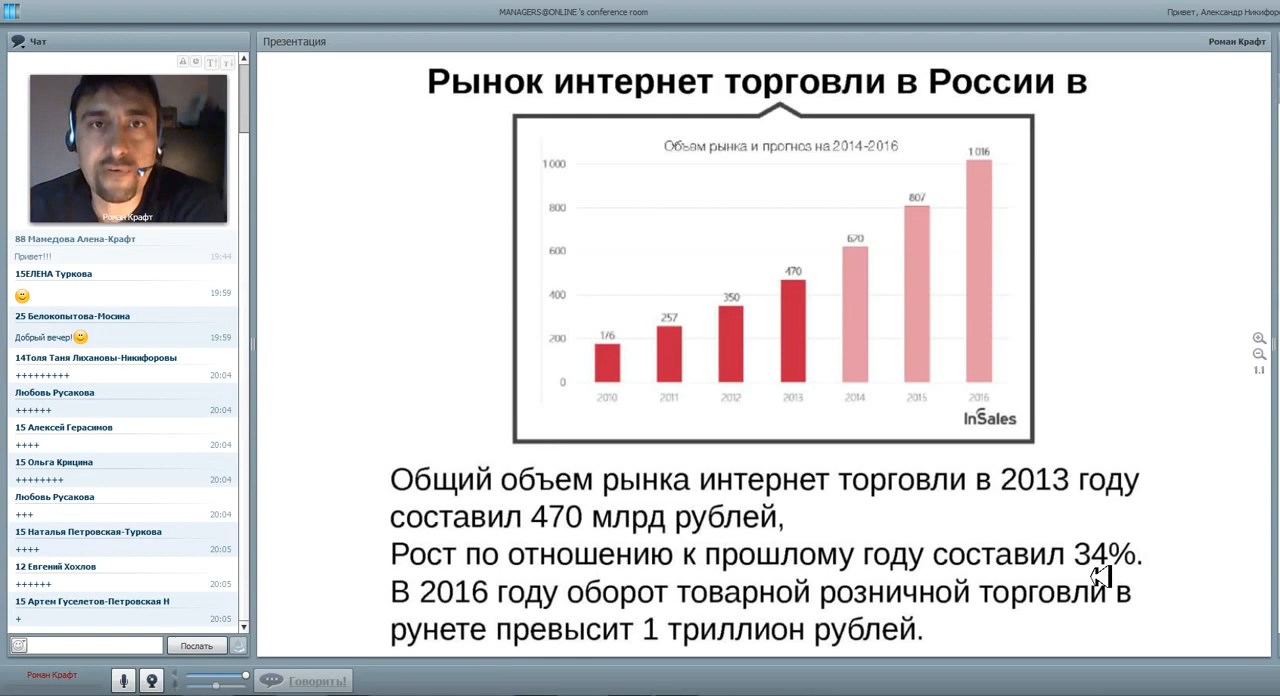 MANAGERS@ONLINE 's conference room
Привет, Александр Никифоро
Чат
Роман Крафт
88 Мамедова Алена-Крафт
Привет!!!
19:44
15ЕЛЕНА Туркова
19:59
25 Белокопытова-Мосина
Добрый вечер!
19:59
14Толя Таня Лихановы-Никифоровы
+++++++++
20:04
Любовь Русакова
++++++
20:04
15 Алексей Герасимов
++++
20:04
15 Ольга Крицина
++++++++
20:04
Любовь Русакова
+++
20:04
15 Наталья Петровская-Туркова
++++
20:05
12 Евгений Хохлов
++++++
20:05
15 Артем Гуселетов-Петровская Н
+
20:05
Послать
Роман Крафт
Говорить!
Презентация
Роман Крафт
Рынок интернет торговли в России в
Объем рынка и прогноз на 2014-2016
1 000
800
600
400
200
0
176
257
350
470
620
807
1 016
2010
2011
2012
2013
2014
2015
2016
InSales
Общий объем рынка интернет торговли в 2013 году
составил 470 млрд рублей,
Рост по отношению к прошлому году составил 34%.
В 2016 году оборот товарной розничной торговли в
рунете превысит 1 триллион рублей.
1.1